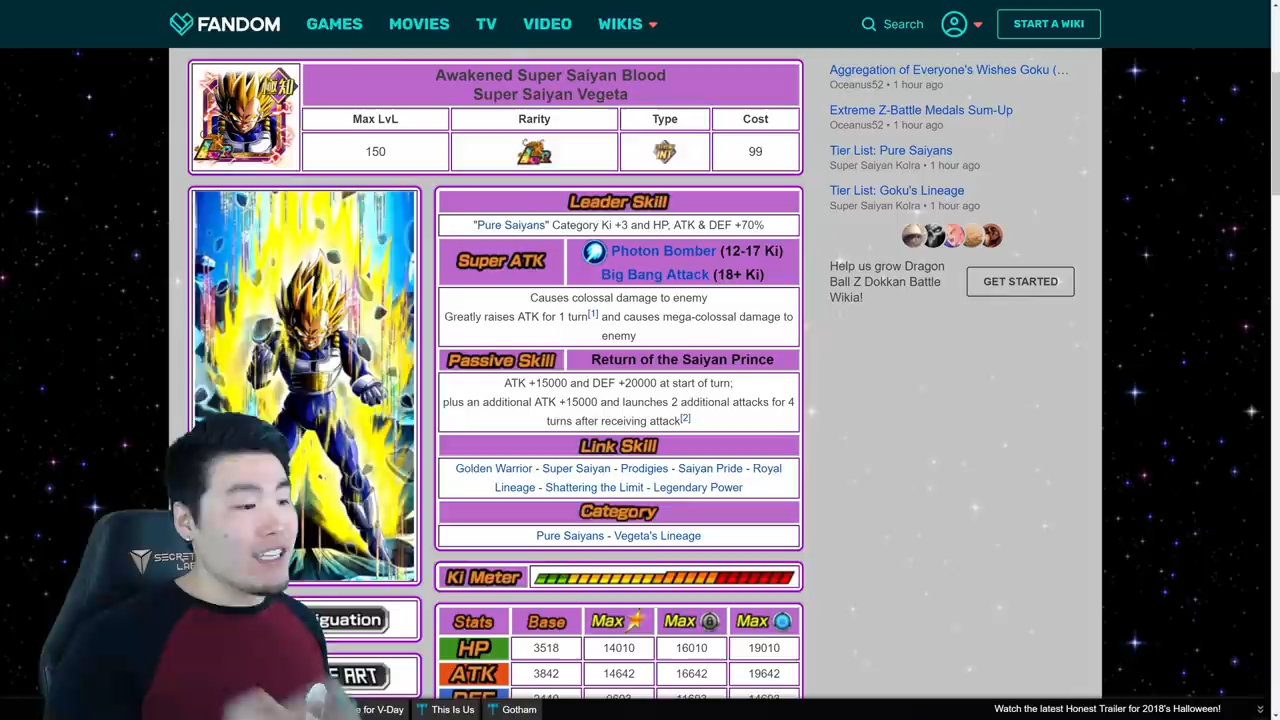 FANDOM GAMES MOVIES TV VIDEO WIKIS Search START A WIKI
Awakened Super Saiyan Blood
Super Saiyan Vegeta
Max LvL Rarity Type Cost
150 99
極知
Leader Skill
"Pure Saiyans" Category Ki +3 and HP, ATK & DEF +70%
Super ATK
Photon Bomber (12-17 Ki)
Big Bang Attack (18+ Ki)
Causes colossal damage to enemy
Greatly raises ATK for 1 turn[1] and causes mega-colossal damage to
enemy
Passive Skill Return of the Saiyan Prince
ATK +15000 and DEF +20000 at start of turn;
plus an additional ATK +15000 and launches 2 additional attacks for 4
turns after receiving attack[2]
Link Skill
Golden Warrior - Super Saiyan - Prodigies - Saiyan Pride - Royal
Lineage - Shattering the Limit - Legendary Power
Category
Pure Saiyans - Vegeta's Lineage
Ki Meter
Stats Base Max Max Max
HP 3518 14010 16010 19010
ATK 3842 14642 16642 19642
guation
E ART
Aggregation of Everyone's Wishes Goku (…
Oceanus52 • 1 hour ago
Extreme Z-Battle Medals Sum-Up
Oceanus52 • 1 hour ago
Tier List: Pure Saiyans
Super Saiyan Kolra • 1 hour ago
Tier List: Goku's Lineage
Super Saiyan Kolra • 1 hour ago
Help us grow Dragon
Ball Z Dokkan Battle
Wikia!
GET STARTED
SECRET
LAB
e for V-Day This Is Us Gotham Watch the latest Honest Trailer for 2018's Halloween!